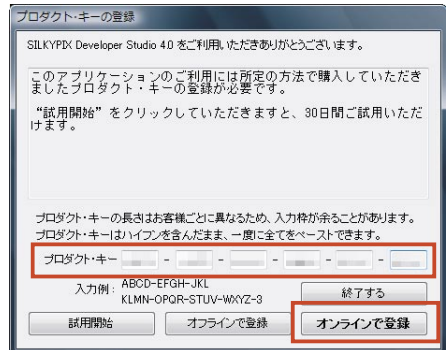 プロダクト・キーの登録
SILKYPIX Developer Studio 4.0 をご利用いただきありがとうございます。
このアプリケーションのご利用には所定の方法で購入していただき
ましたプロダクト・キーの登録が必要です。
“試用開始”をクリックしていただきますと、30日間ご試用いただ
けます。
プロダクト・キーの長さはお客様ごとに異なるため、入力枠が余ることがあります。
プロダクト・キーはハイフンを含んだまま、一度に全てをペーストできます。
プロダクト・キー - - - - -
入力例： ABCD-EFGH-JKL
KLMN-OPQR-STUV-WXYZ-3
終了する
試用開始 オフラインで登録 オンラインで登録